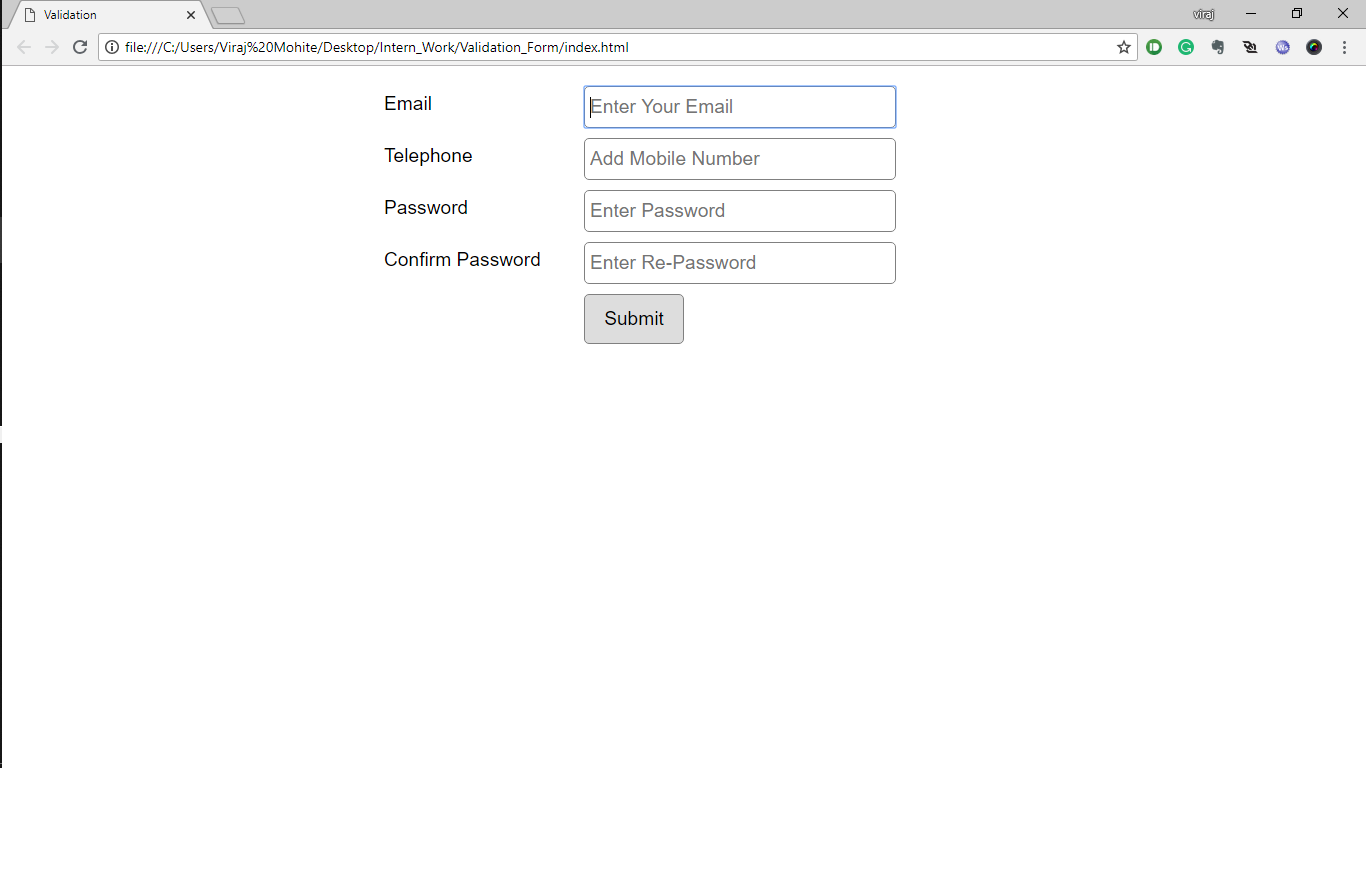 Validation
viraj
file:///C:/Users/Viraj%20Mohite/Desktop/Intern_Work/Validation_Form/index.html
Email
Enter Your Email
Telephone
Add Mobile Number
Password
Enter Password
Confirm Password
Enter Re-Password
Submit